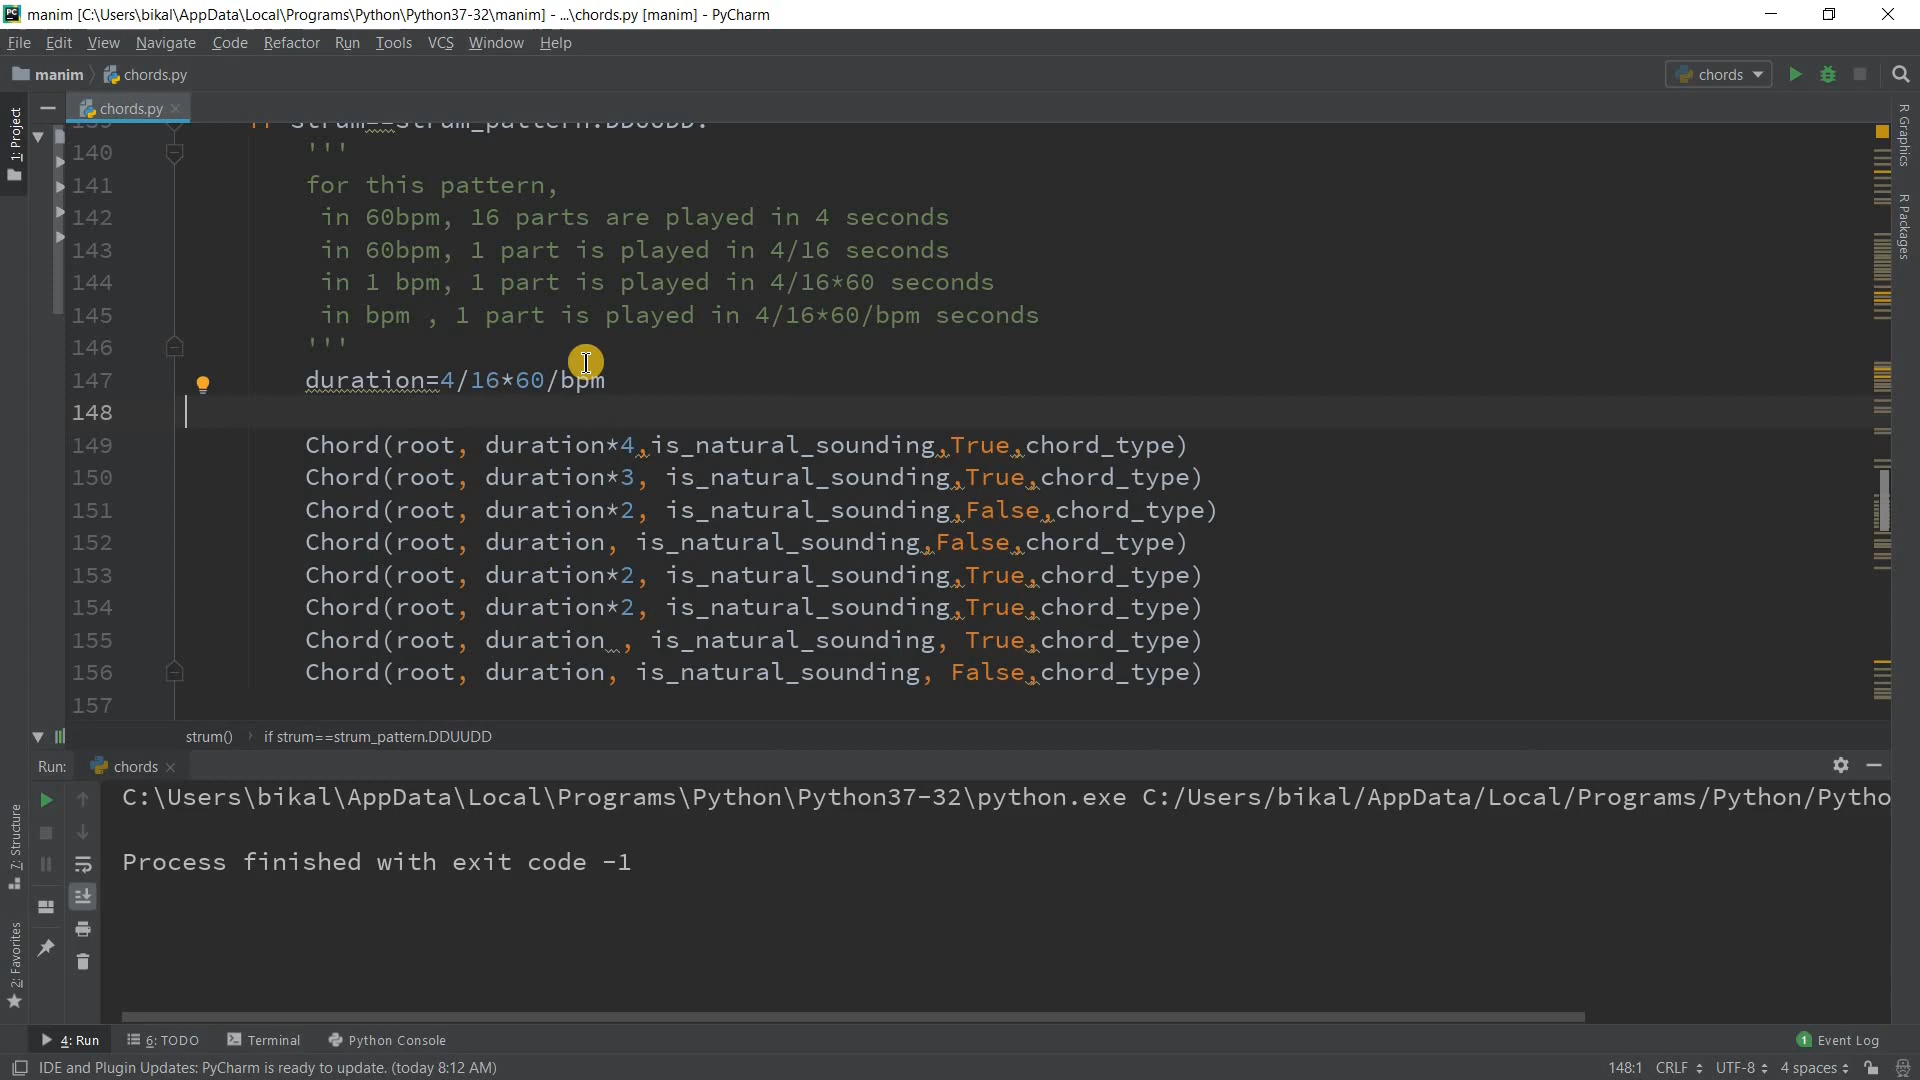 manim [C:\Users\bikal\AppData\Local\Programs\Python\Python37-32\manim] - ...\chords.py [manim] - PyCharm
File Edit View Navigate Code Refactor Run Tools VCS Window Help
manim chords.py chords
chords.py
1: Project
R Graphics
R Packages
140 '''
141 for this pattern,
142 in 60bpm, 16 parts are played in 4 seconds
143 in 60bpm, 1 part is played in 4/16 seconds
144 in 1 bpm, 1 part is played in 4/16*60 seconds
145 in bpm , 1 part is played in 4/16*60/bpm seconds
146 '''
147 duration=4/16*60/bpm
148
149 Chord(root, duration*4,is_natural_sounding,True,chord_type)
150 Chord(root, duration*3, is_natural_sounding,True,chord_type)
151 Chord(root, duration*2, is_natural_sounding,False,chord_type)
152 Chord(root, duration, is_natural_sounding,False,chord_type)
153 Chord(root, duration*2, is_natural_sounding,True,chord_type)
154 Chord(root, duration*2, is_natural_sounding,True,chord_type)
155 Chord(root, duration , is_natural_sounding, True,chord_type)
156 Chord(root, duration, is_natural_sounding, False,chord_type)
157
strum() if strum==strum_pattern.DDUUDD
Run: chords
C:\Users\bikal\AppData\Local\Programs\Python\Python37-32\python.exe C:/Users/bikal/AppData/Local/Programs/Python/Pytho
Process finished with exit code -1
7: Structure
2: Favorites
4: Run 6: TODO Terminal Python Console 1 Event Log
IDE and Plugin Updates: PyCharm is ready to update. (today 8:12 AM) 148:1 CRLF UTF-8 4 spaces